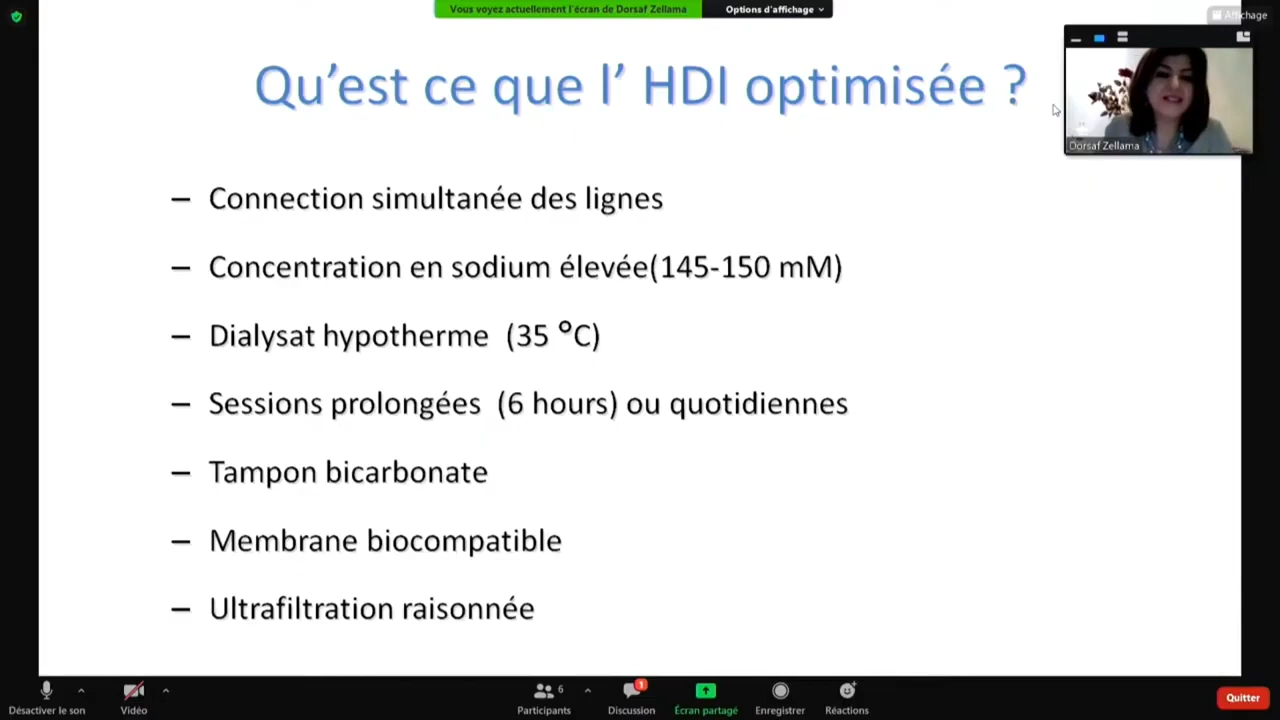 Vous voyez actuellement l'écran de Dorsaf Zellama
Options d'affichage
Affichage
Qu'est ce que l' HDI optimisée ?
Dorsaf Zellama
– Connection simultanée des lignes
– Concentration en sodium élevée(145-150 mM)
– Dialysat hypotherme (35 °C)
– Sessions prolongées (6 hours) ou quotidiennes
– Tampon bicarbonate
– Membrane biocompatible
– Ultrafiltration raisonnée
Désactiver le son
Vidéo
6
Participants
1
Discussion
Écran partagé
Enregistrer
Réactions
Quitter